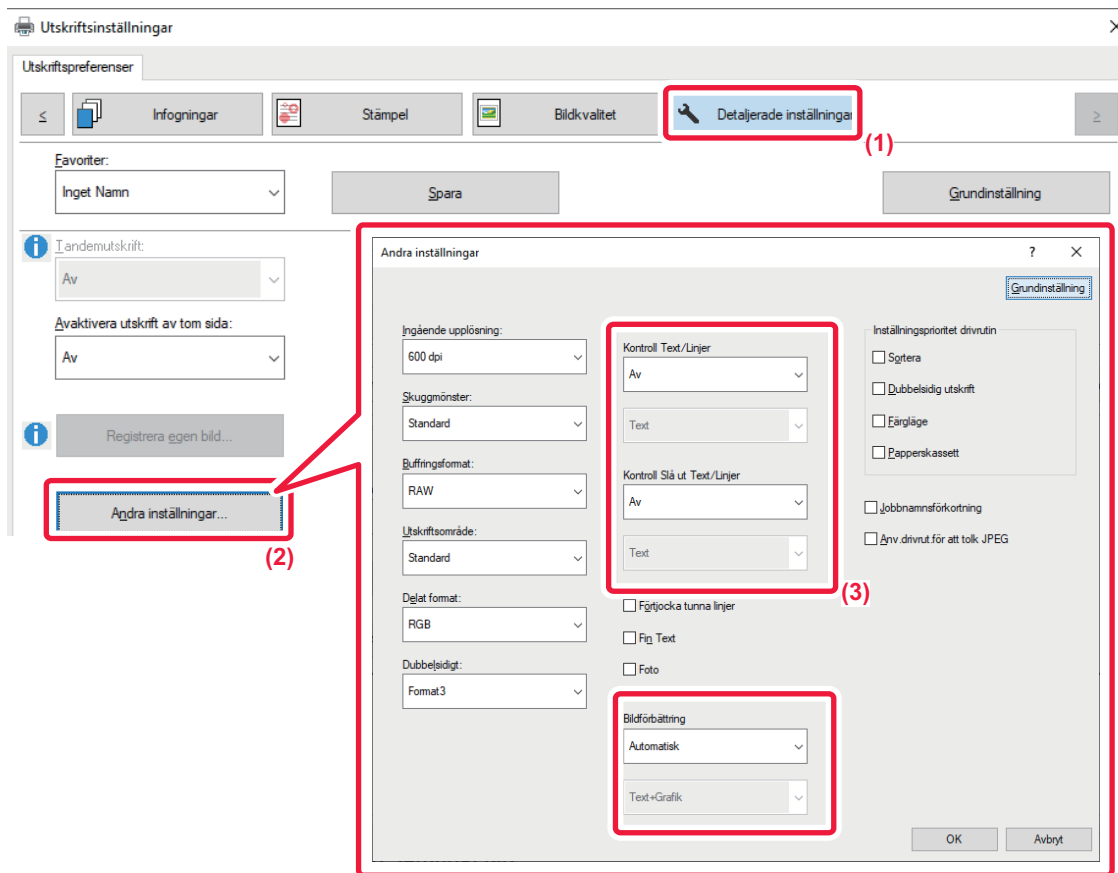 Utskriftsinställningar
Utskriftspreferenser
<
Infogningar
Stämpel
Bildkvalitet
Detaljerade inställningar
>
(1)
Favoriter:
Inget Namn
Spara
Grundinställning
Tandemutskrift:
Av
Avaktivera utskrift av tom sida:
Av
Registrera egen bild...
Andra inställningar...
(2)
Andra inställningar
?
Grundinställning
Ingående upplösning:
600 dpi
Skuggmönster:
Standard
Buffringsformat:
RAW
Utskriftsområde:
Standard
Delat format:
RGB
Dubbelsidigt:
Format3
Kontroll Text/Linjer
Av
Text
Kontroll Slå ut Text/Linjer
Av
Text
(3)
Förtjocka tunna linjer
Fin Text
Foto
Bildförbättring
Automatisk
Text+Grafik
Inställningsprioritet drivrutin
Sortera
Dubbelsidig utskrift
Färgläge
Papperskassett
Jobbnamnsförkortning
Anv.drivrut.för att tolk JPEG
OK
Avbryt